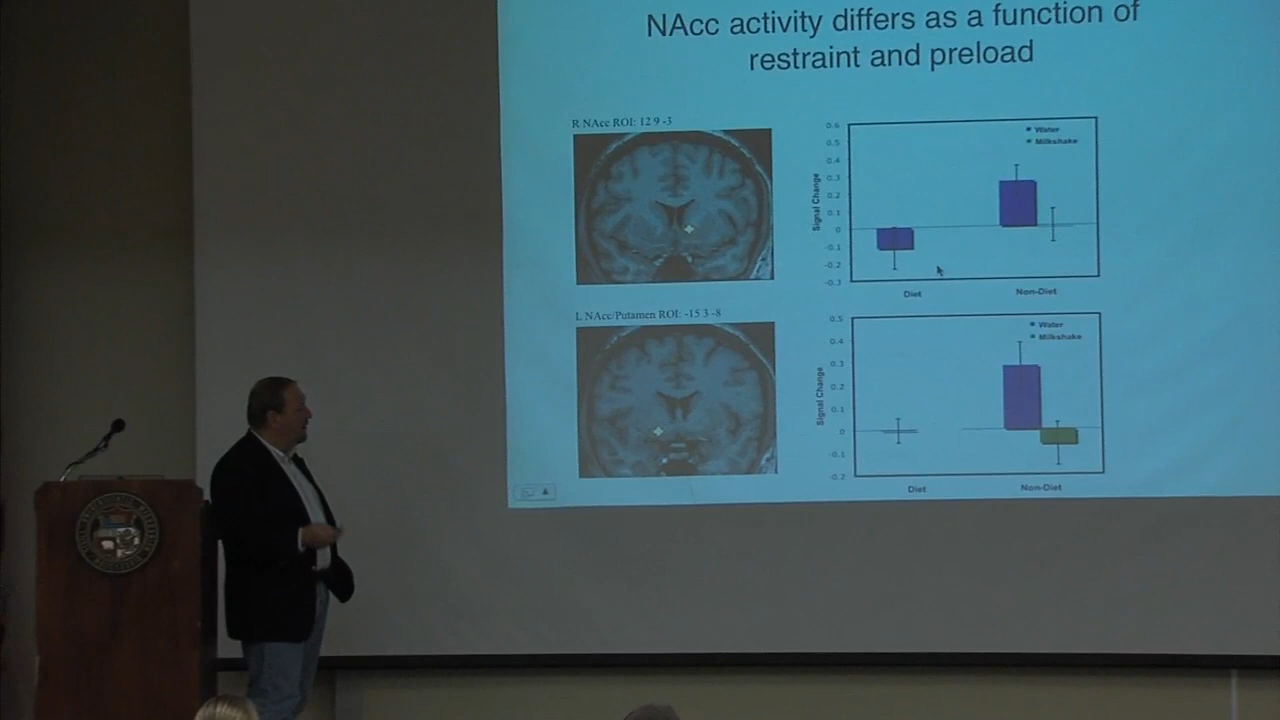 NAcc activity differs as a function of
restraint and preload
R NAcc ROI: 12 9 -3
0.6
0.5
0.4
0.3
0.2
0.1
0
-0.1
-0.2
-0.3
Signal Change
Water
Milkshake
Diet
Non-Diet
L NAcc/Putamen ROI: -15 3 -8
0.5
0.4
0.3
0.2
0.1
0
-0.1
-0.2
Signal Change
Water
Milkshake
Diet
Non-Diet